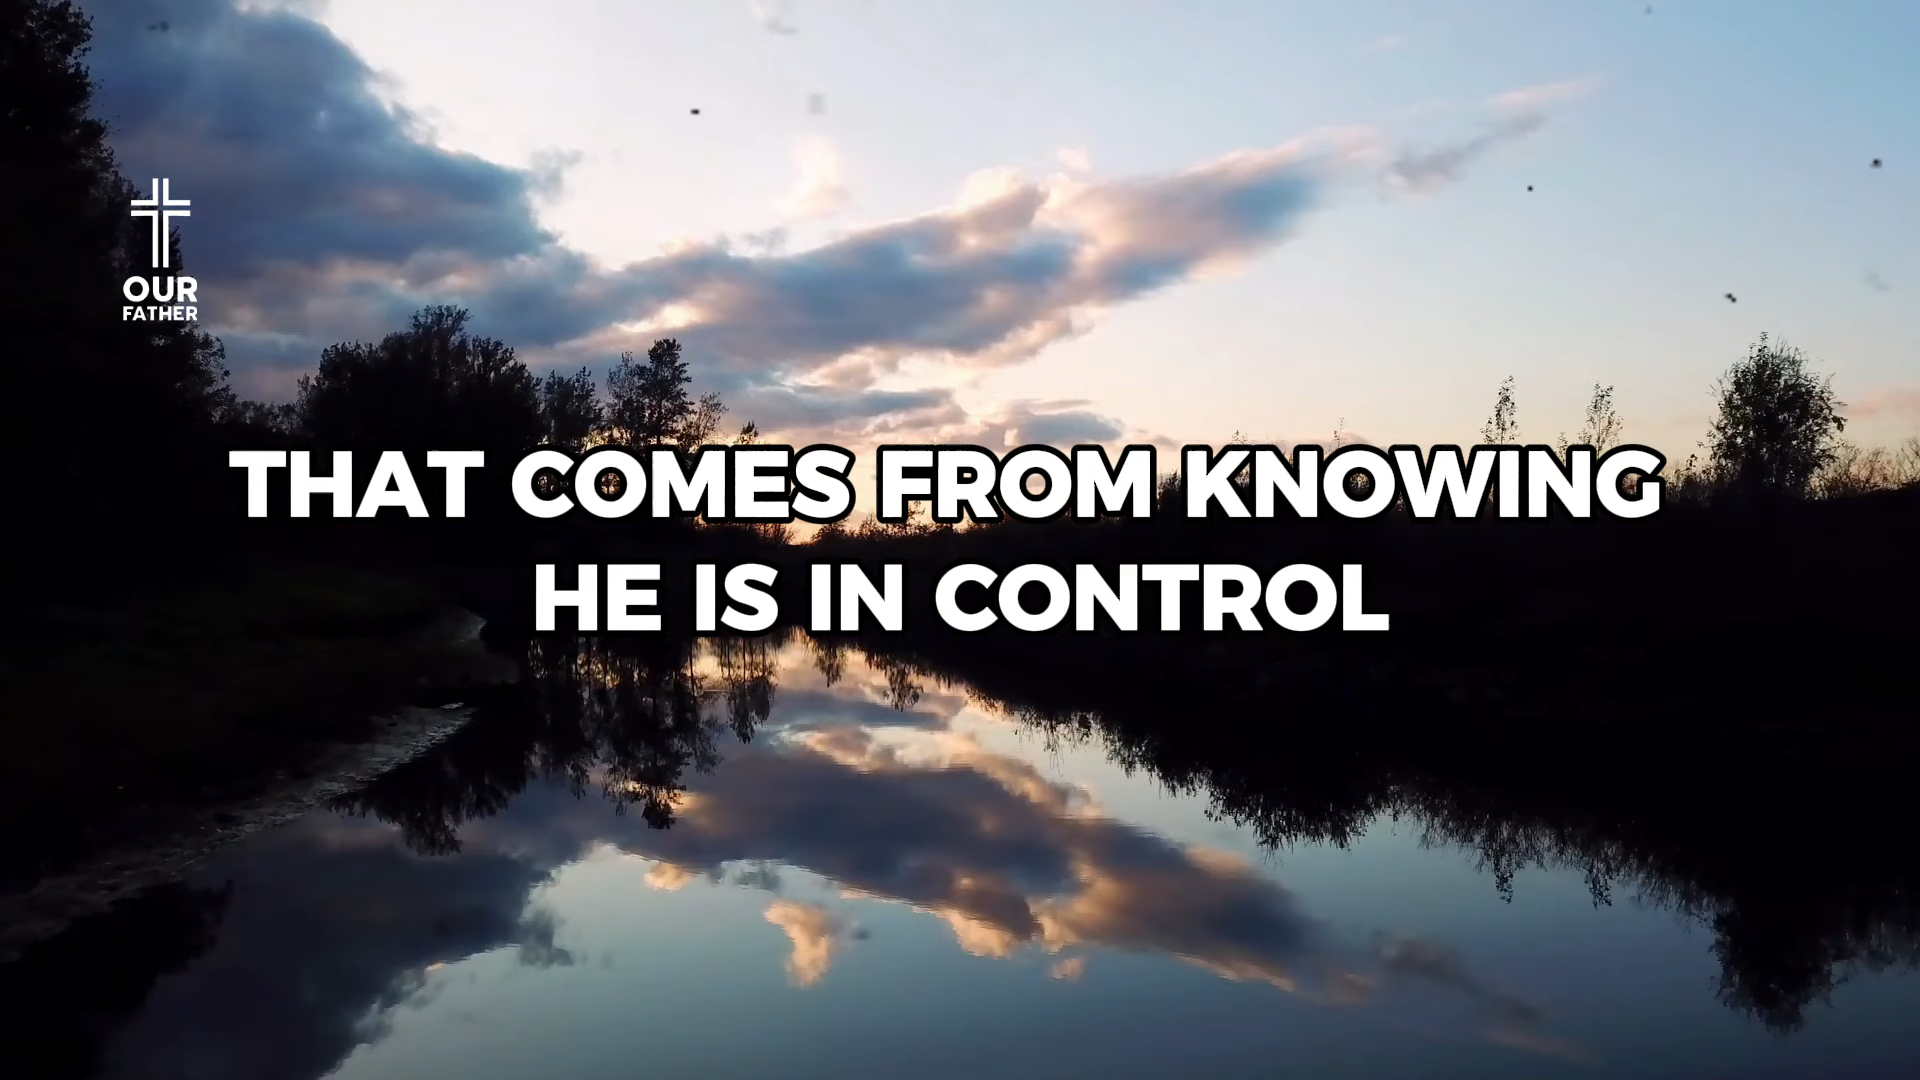 OUR
FATHER
THAT COMES FROM KNOWING
HE IS IN CONTROL